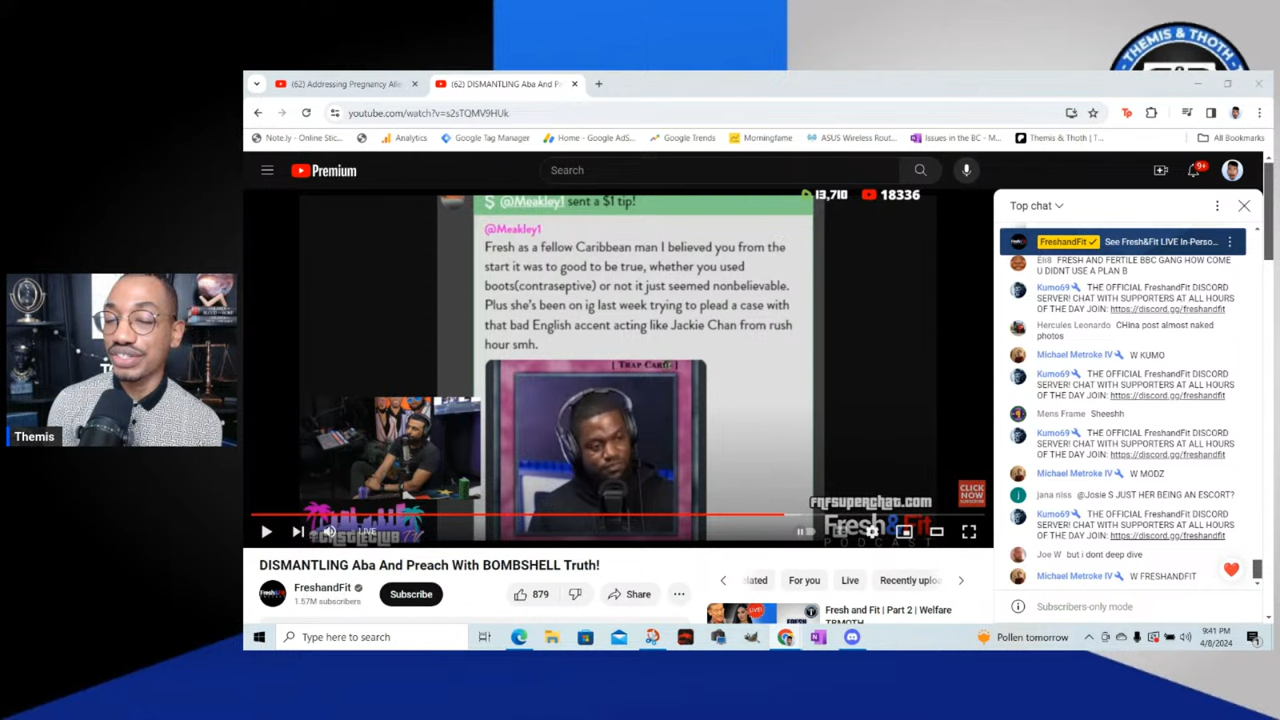 THEMIS & THOTH
(62) Addressing Pregnancy Alle
(62) DISMANTLING Aba And P
youtube.com/watch?v=s2sTQMV9HUk
Note.ly - Online Stic...
Analytics
Google Tag Manager
Home - Google AdS...
Google Trends
Morningfame
ASUS Wireless Rout...
Issues in the BC - M...
Themis & Thoth | T...
All Bookmarks
Premium
Search
9+
13,710
18336
$ @Meakley1 sent a $1 tip!
@Meakley1
Fresh as a fellow Caribbean man I believed you from the
start it was to good to be true, whether you used
boots(contraseptive) or not it just seemed nonbelievable.
Plus she's been on ig last week trying to plead a case with
that bad English accent acting like Jackie Chan from rush
hour smh.
[ TRAP CARD ]
FNFSUPERCHAT.COM
CLICK
NOW
SUBSCRIBE
Fresh&Fit
PODCAST
CASTLECLUB
LIVE
Themis
Top chat
FreshandFit See Fresh&Fit LIVE In-Perso...
Eli8 FRESH AND FERTILE BBC GANG HOW COME
U DIDNT USE A PLAN B
Kumo69 THE OFFICIAL FreshandFit DISCORD
SERVER! CHAT WITH SUPPORTERS AT ALL HOURS
OF THE DAY JOIN: https://discord.gg/freshandfit
Hercules Leonardo CHina post almost naked
photos
Michael Metroke IV W KUMO
Kumo69 THE OFFICIAL FreshandFit DISCORD
SERVER! CHAT WITH SUPPORTERS AT ALL HOURS
OF THE DAY JOIN: https://discord.gg/freshandfit
Mens Frame Sheeshh
Kumo69 THE OFFICIAL FreshandFit DISCORD
SERVER! CHAT WITH SUPPORTERS AT ALL HOURS
OF THE DAY JOIN: https://discord.gg/freshandfit
Michael Metroke IV W MODZ
jana niss @Josie S JUST HER BEING AN ESCORT?
Kumo69 THE OFFICIAL FreshandFit DISCORD
SERVER! CHAT WITH SUPPORTERS AT ALL HOURS
OF THE DAY JOIN: https://discord.gg/freshandfit
Joe W but i dont deep dive
Michael Metroke IV W FRESHANDFIT
Subscribers-only mode
DISMANTLING Aba And Preach With BOMBSHELL Truth!
FreshandFit
1.57M subscribers
Subscribe
879
Share
elated
For you
Live
Recently uploa
LIVE!
Fresh and Fit | Part 2 | Welfare
Type here to search
Pollen tomorrow
9:41 PM
4/8/2024